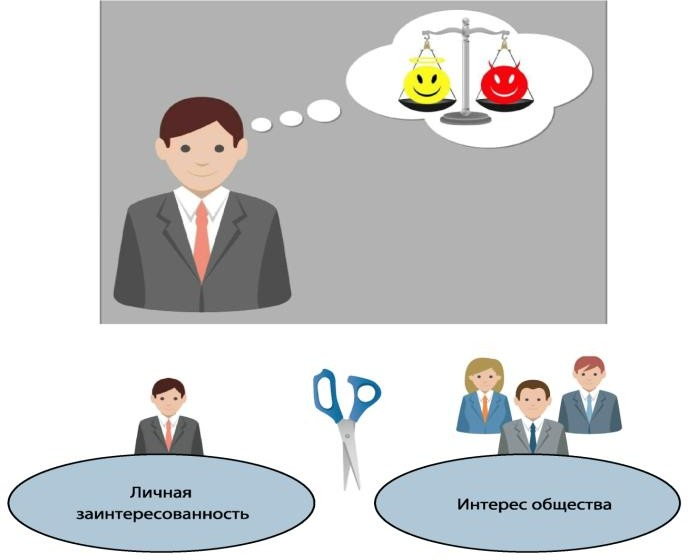 Личная
заинтересованность
Интерес общества